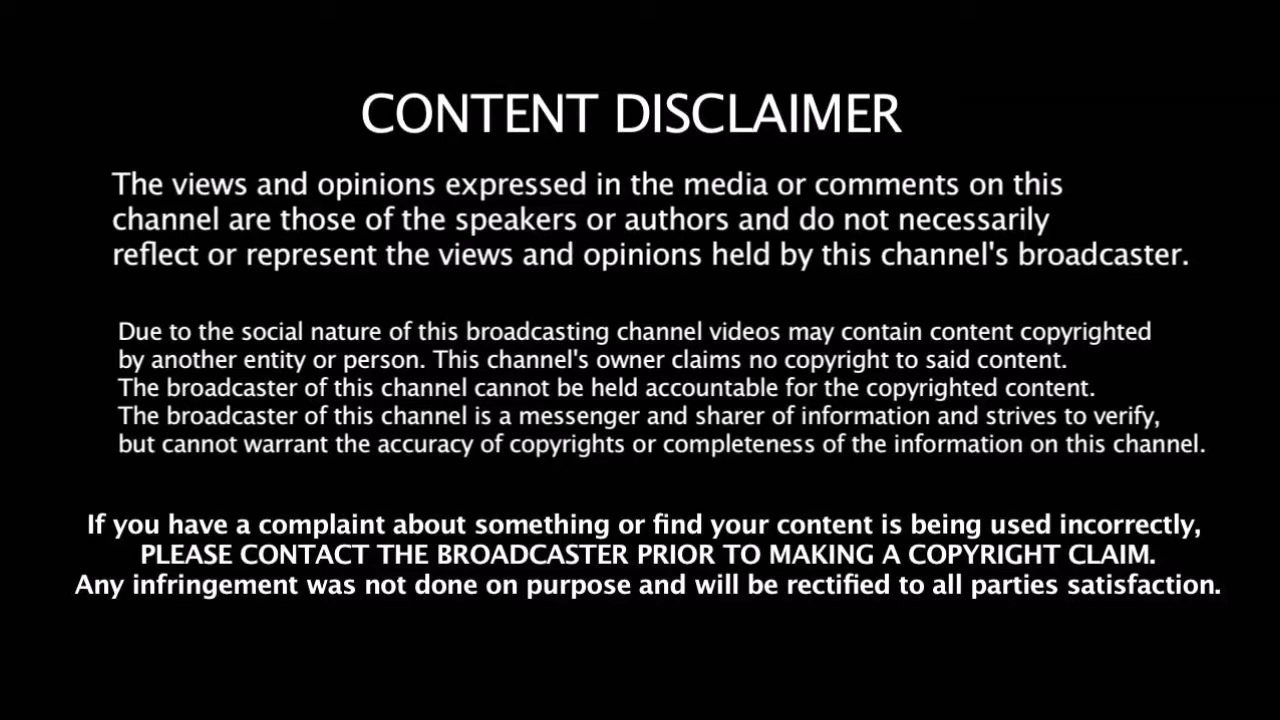 CONTENT DISCLAIMER
The views and opinions expressed in the media or comments on this
channel are those of the speakers or authors and do not necessarily
reflect or represent the views and opinions held by this channel's broadcaster.
Due to the social nature of this broadcasting channel videos may contain content copyrighted
by another entity or person. This channel's owner claims no copyright to said content.
The broadcaster of this channel cannot be held accountable for the copyrighted content.
The broadcaster of this channel is a messenger and sharer of information and strives to verify,
but cannot warrant the accuracy of copyrights or completeness of the information on this channel.
If you have a complaint about something or find your content is being used incorrectly,
PLEASE CONTACT THE BROADCASTER PRIOR TO MAKING A COPYRIGHT CLAIM.
Any infringement was not done on purpose and will be rectified to all parties satisfaction.